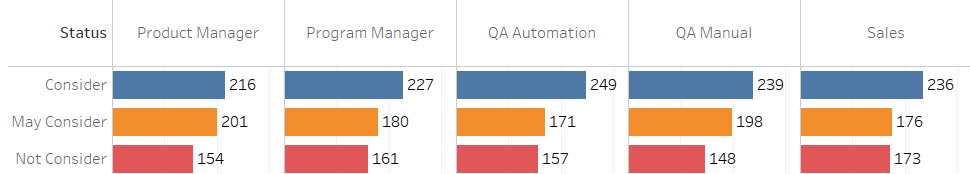 Status Product Manager Program Manager QA Automation QA Manual Sales
Consider 216 227 249 239 236
May Consider 201 180 171 198 176
Not Consider 154 161 157 148 173